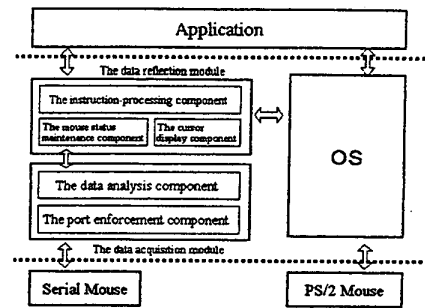 Application
The data reflection module
The instruction-processing component
The mouse status
maintenance component
The cursor
display component
OS
The data analysis component
The port enforcement component
The data acquisition module
Serial Mouse
PS/2 Mouse